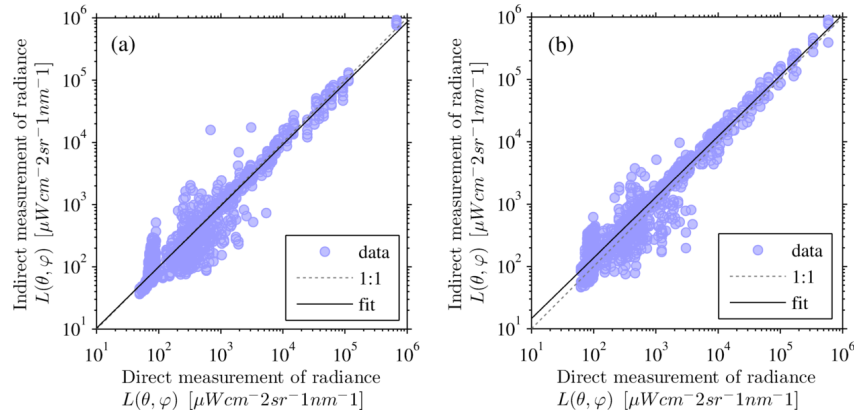 (a)
10^6
10^5
10^4
10^3
10^2
10^1
Indirect measurement of radiance
L(θ, φ) [μWcm⁻2sr⁻1nm⁻1]
data
1:1
fit
10^1 10^2 10^3 10^4 10^5 10^6
Direct measurement of radiance
L(θ, φ) [μWcm⁻2sr⁻1nm⁻1]
(b)
10^6
10^5
10^4
10^3
10^2
10^1
Indirect measurement of radiance
L(θ, φ) [μWcm⁻2sr⁻1nm⁻1]
data
1:1
fit
10^1 10^2 10^3 10^4 10^5 10^6
Direct measurement of radiance
L(θ, φ) [μWcm⁻2sr⁻1nm⁻1]